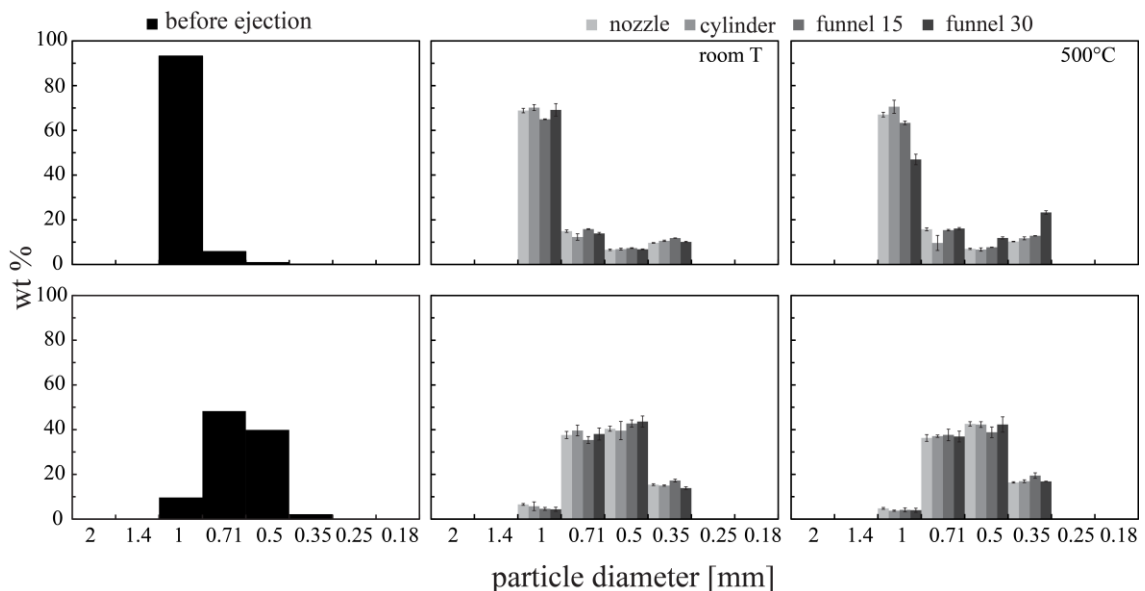 before ejection
nozzle cylinder funnel 15 funnel 30
room T
500°C
wt %
100
80
60
40
20
0
100
80
60
40
20
0
2 1.4 1 0.71 0.5 0.35 0.25 0.18
2 1.4 1 0.71 0.5 0.35 0.25 0.18
2 1.4 1 0.71 0.5 0.35 0.25 0.18
particle diameter [mm]